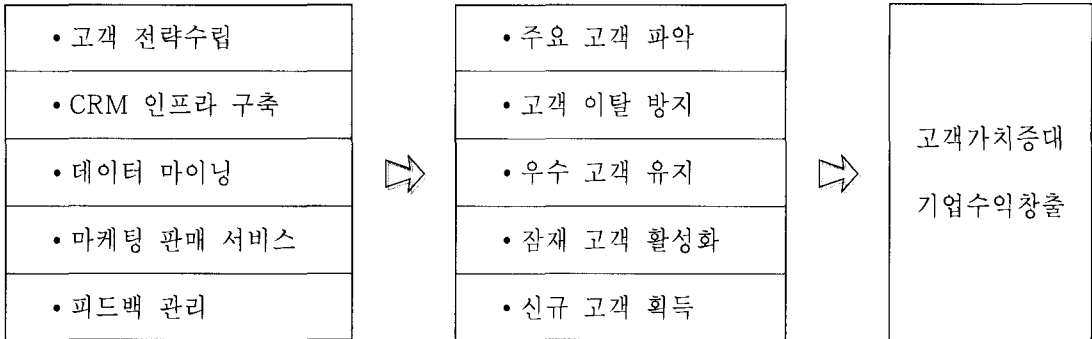 • 고객 전략수립
• CRM 인프라 구축
• 데이터 마이닝
• 마케팅 판매 서비스
• 피드백 관리
• 주요 고객 파악
• 고객 이탈 방지
• 우수 고객 유지
• 잠재 고객 활성화
• 신규 고객 획득
고객가치증대
기업수익창출